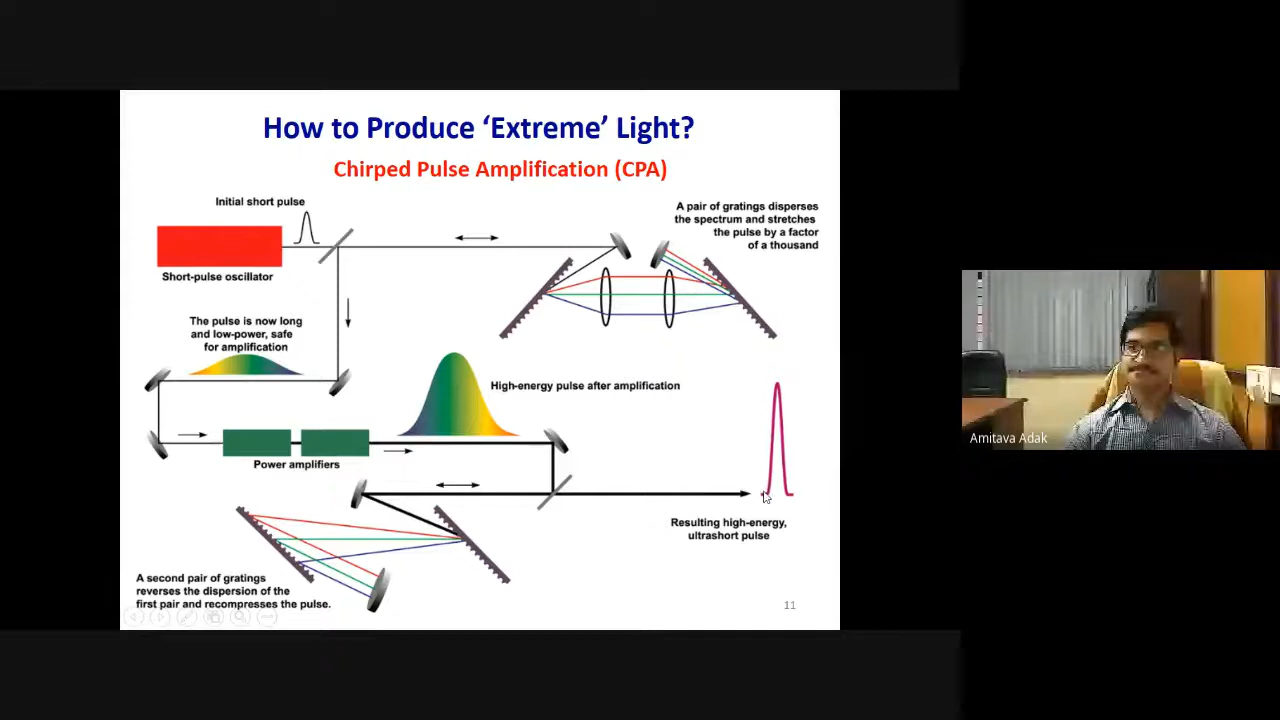 How to Produce ‘Extreme’ Light?
Chirped Pulse Amplification (CPA)
Initial short pulse
Short-pulse oscillator
A pair of gratings disperses
the spectrum and stretches
the pulse by a factor
of a thousand
The pulse is now long
and low-power, safe
for amplification
High-energy pulse after amplification
Power amplifiers
Resulting high-energy,
ultrashort pulse
A second pair of gratings
reverses the dispersion of the
first pair and recompresses the pulse.
11
Amitava Adak